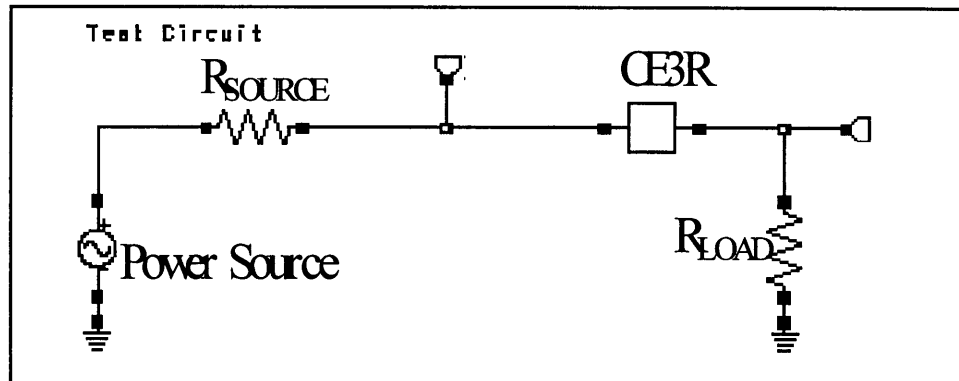 Test Circuit
RSOURCE
CE3R
RLOAD
Power Source